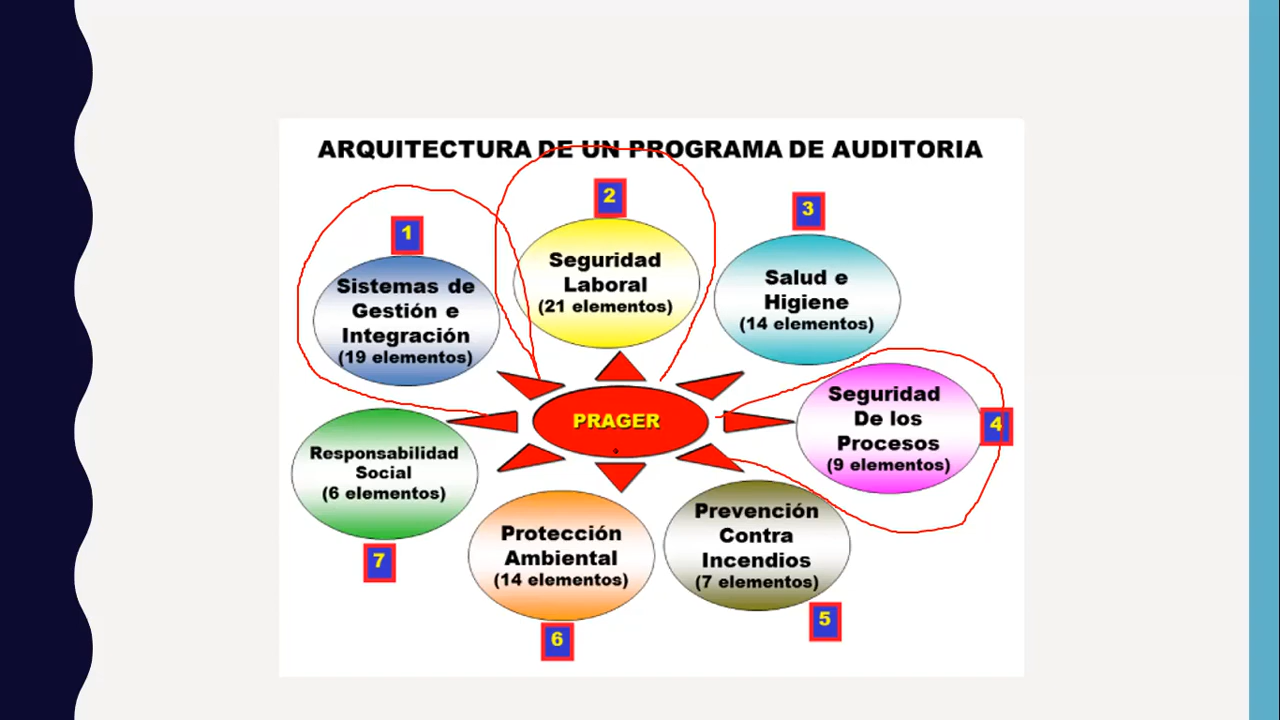 ARQUITECTURA DE UN PROGRAMA DE AUDITORIA
1
Sistemas de
Gestión e
Integración
(19 elementos)
2
Seguridad
Laboral
(21 elementos)
3
Salud e
Higiene
(14 elementos)
4
Seguridad
De los
Procesos
(9 elementos)
PRAGER
Responsabilidad
Social
(6 elementos)
7
Protección
Ambiental
(14 elementos)
6
Prevención
Contra
Incendios
(7 elementos)
5